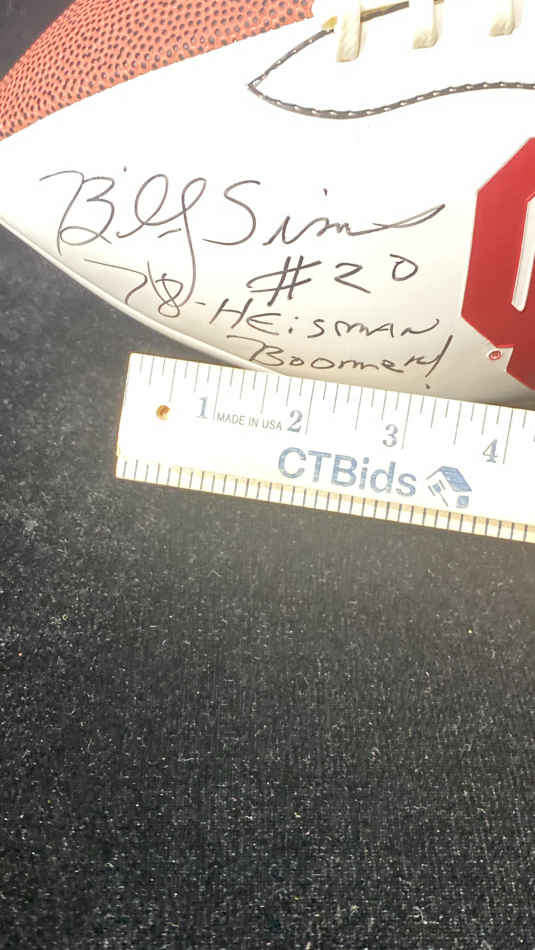 Billy Sims
#20
78-HEiSMAN
Boomer!
1 MADE IN USA 2 3 4
CTBids